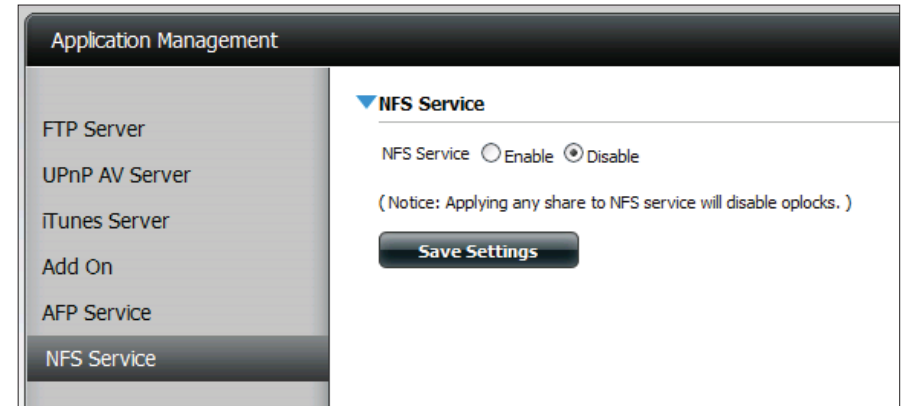 Application Management
FTP Server
UPnP AV Server
iTunes Server
Add On
AFP Service
NFS Service
NFS Service
NFS Service Enable Disable
( Notice: Applying any share to NFS service will disable oplocks. )
Save Settings